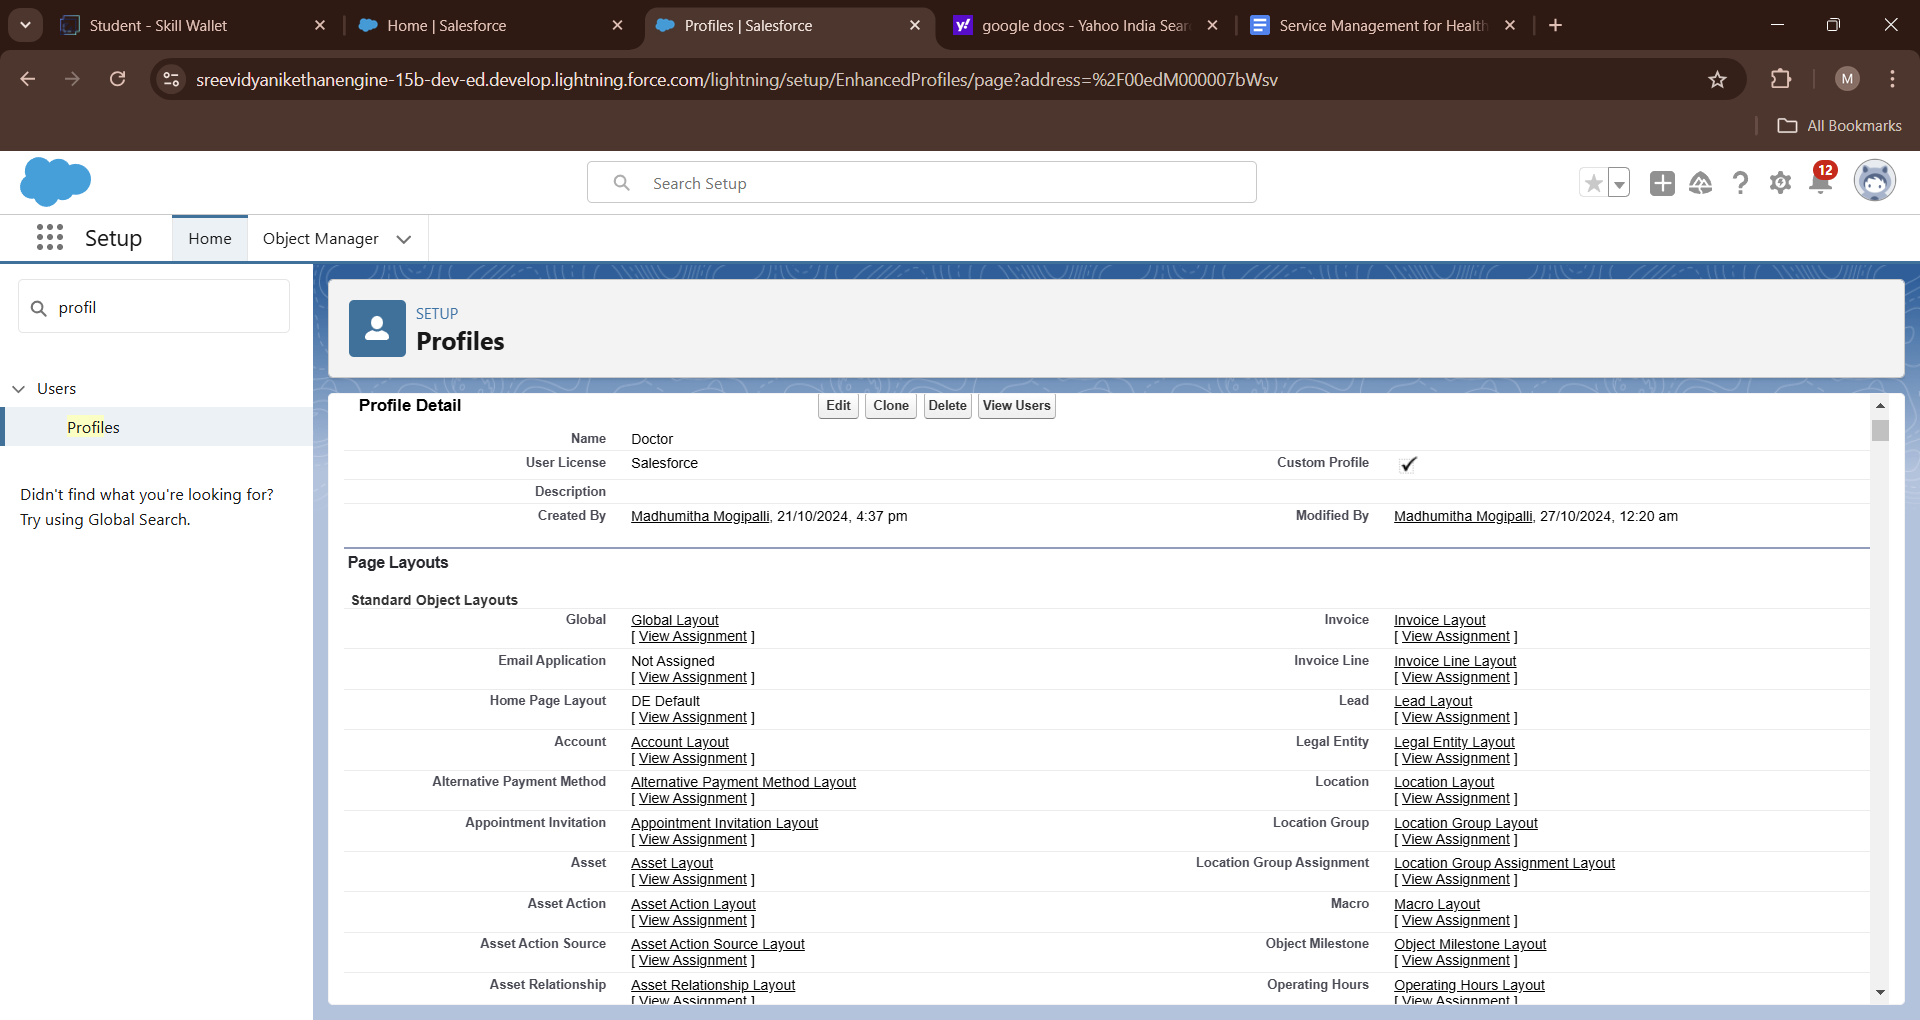 Student - Skill Wallet
Home | Salesforce
Profiles | Salesforce
google docs - Yahoo India Sear
Service Management for Health
sreevidyanikethanengine-15b-dev-ed.develop.lightning.force.com/lightning/setup/EnhancedProfiles/page?address=%2F00edM000007bWsv
M
All Bookmarks
Search Setup
12
Setup
Home
Object Manager
profil
Users
Profiles
Didn't find what you're looking for?
Try using Global Search.
SETUP
Profiles
Profile Detail
Edit Clone Delete View Users
Name Doctor
User License Salesforce Custom Profile
Description
Created By Madhumitha Mogipalli, 21/10/2024, 4:37 pm Modified By Madhumitha Mogipalli, 27/10/2024, 12:20 am
Page Layouts
Standard Object Layouts
Global Global Layout Invoice Invoice Layout
[ View Assignment ] [ View Assignment ]
Email Application Not Assigned Invoice Line Invoice Line Layout
[ View Assignment ] [ View Assignment ]
Home Page Layout DE Default Lead Lead Layout
[ View Assignment ] [ View Assignment ]
Account Account Layout Legal Entity Legal Entity Layout
[ View Assignment ] [ View Assignment ]
Alternative Payment Method Alternative Payment Method Layout Location Location Layout
[ View Assignment ] [ View Assignment ]
Appointment Invitation Appointment Invitation Layout Location Group Location Group Layout
[ View Assignment ] [ View Assignment ]
Asset Asset Layout Location Group Assignment Location Group Assignment Layout
[ View Assignment ] [ View Assignment ]
Asset Action Asset Action Layout Macro Macro Layout
[ View Assignment ] [ View Assignment ]
Asset Action Source Asset Action Source Layout Object Milestone Object Milestone Layout
[ View Assignment ] [ View Assignment ]
Asset Relationship Asset Relationship Layout Operating Hours Operating Hours Layout
[ View Assignment ] [ View Assignment ]